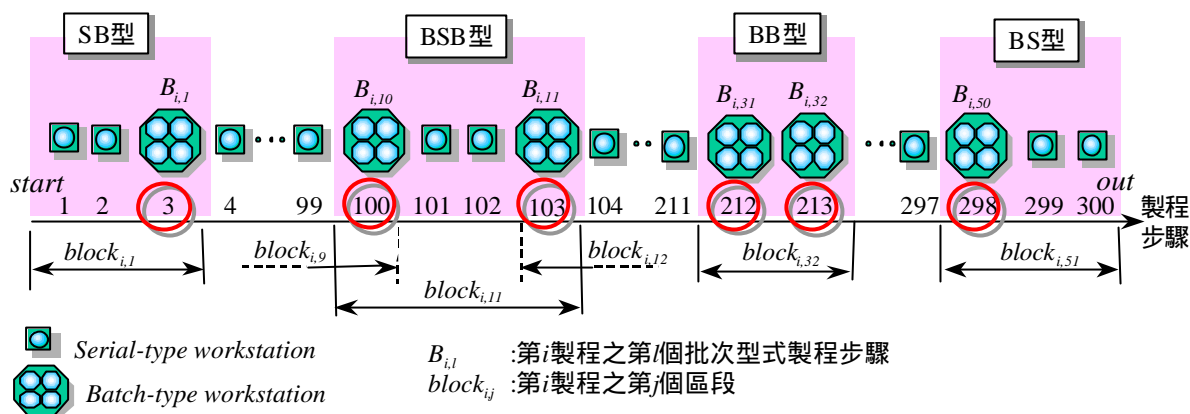 SB型
BSB型
BB型
BS型
B_{i,1}
B_{i,10}
B_{i,11}
B_{i,31}
B_{i,32}
B_{i,50}
start
out
1 2 3 4 99 100 101 102 103 104 211 212 213 297 298 299 300
製程
步驟
block_{i,1}
block_{i,9}
block_{i,11}
block_{i,12}
block_{i,32}
block_{i,51}
Serial-type workstation
Batch-type workstation
B_{i,l} :第i製程之第l個批次型式製程步驟
block_{ij} :第i製程之第j個區段